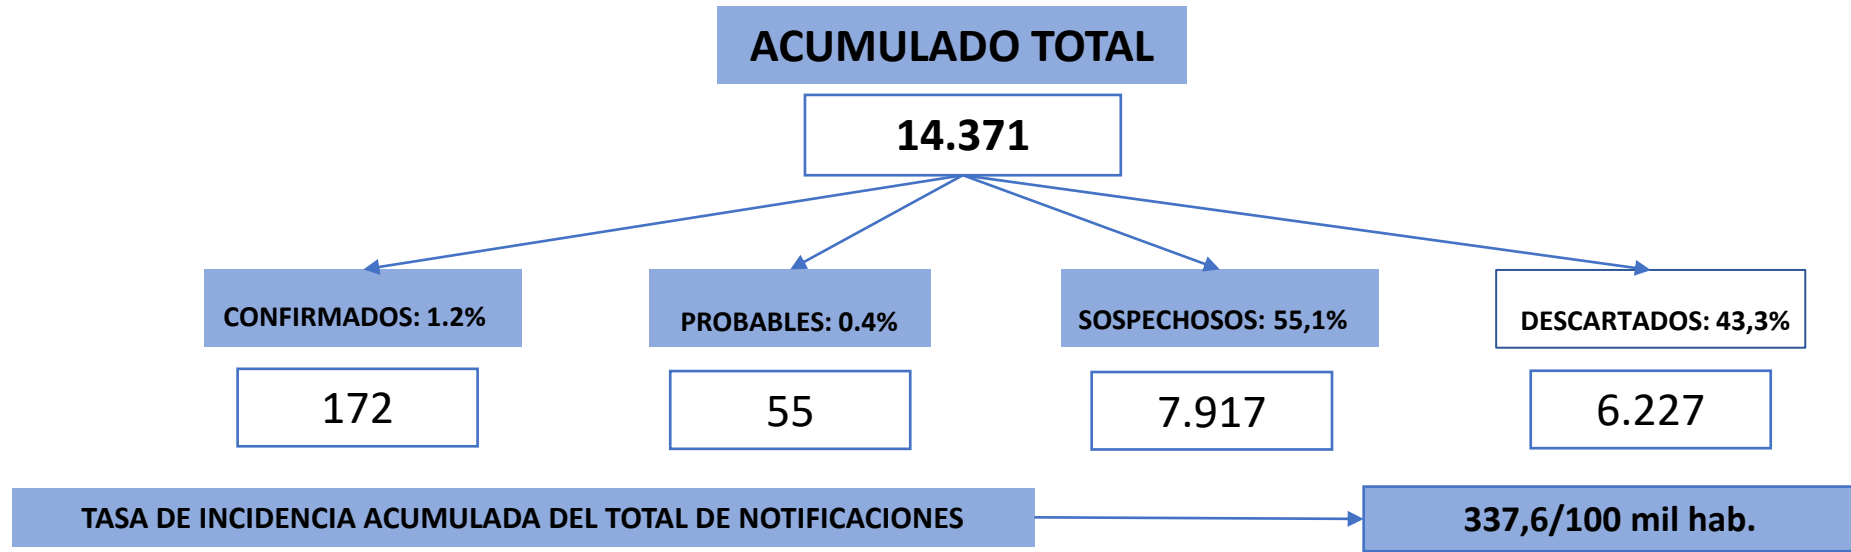 ACUMULADO TOTAL
14.371
CONFIRMADOS: 1.2%
PROBABLES: 0.4%
SOSPECHOSOS: 55,1%
DESCARTADOS: 43,3%
172
55
7.917
6.227
TASA DE INCIDENCIA ACUMULADA DEL TOTAL DE NOTIFICACIONES
337,6/100 mil hab.